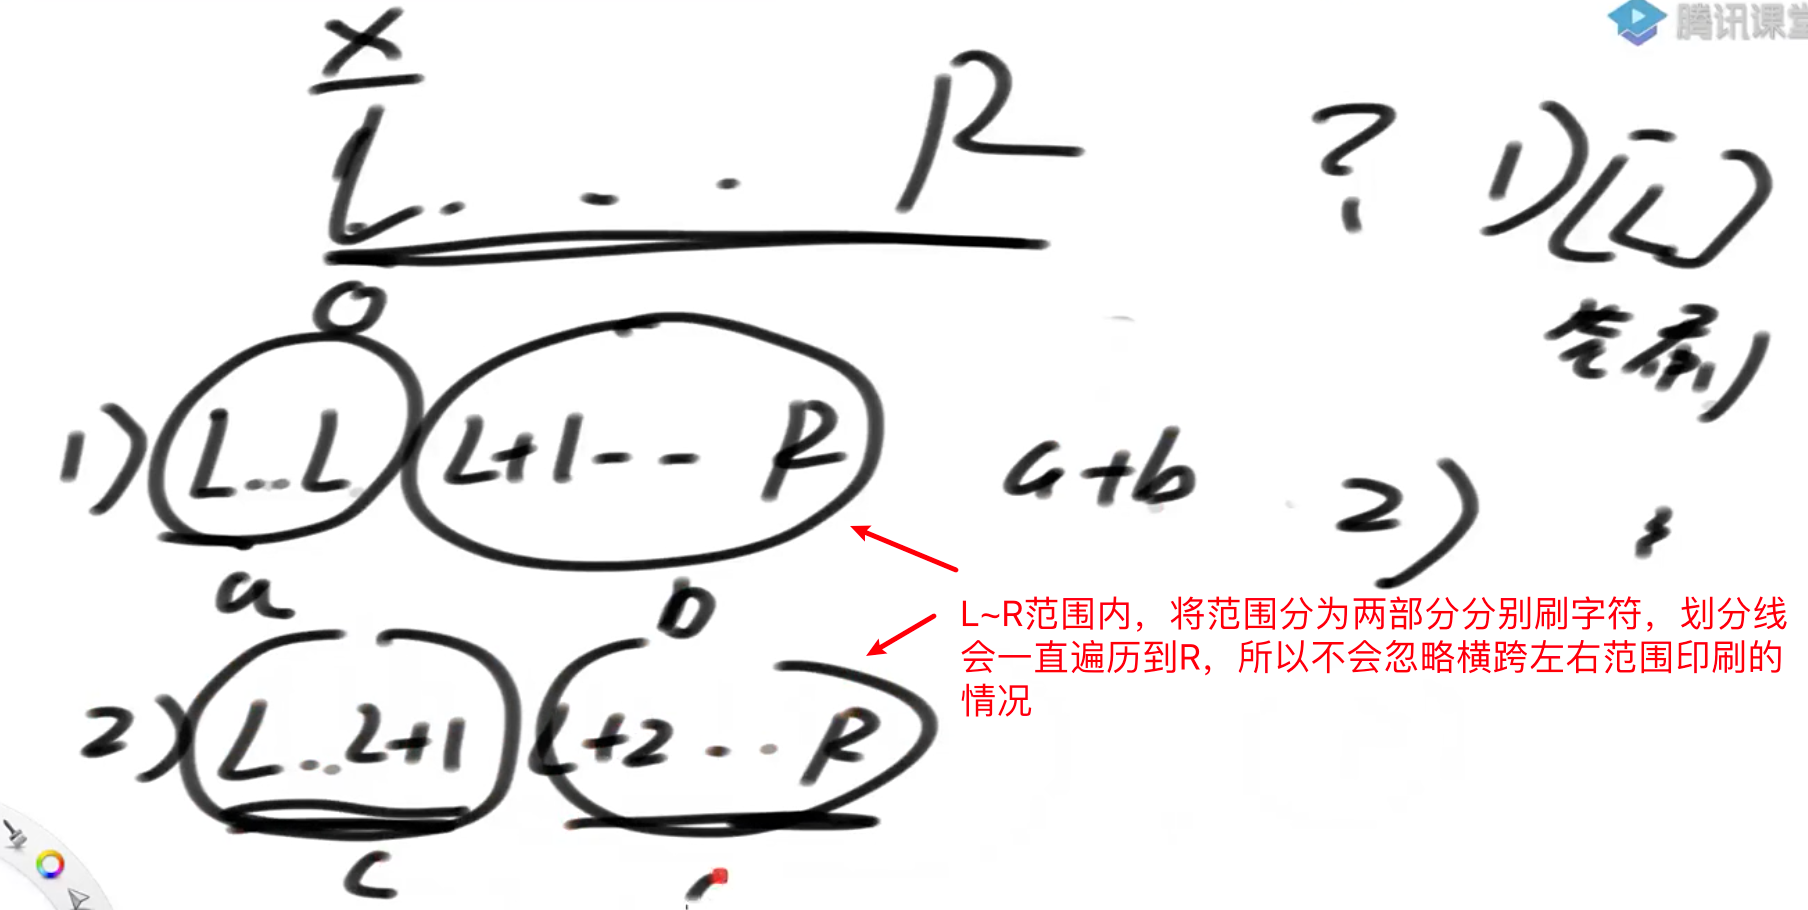 腾讯课堂
X
L . . . R
? 1) [L]
0
1) L...L L+1 - - R a+b
2)
a b
L~R范围内，将范围分为两部分分别刷字符，划分线
会一直遍历到R，所以不会忽略横跨左右范围印刷的
情况
2) L...L+1 L+2 . . R
c